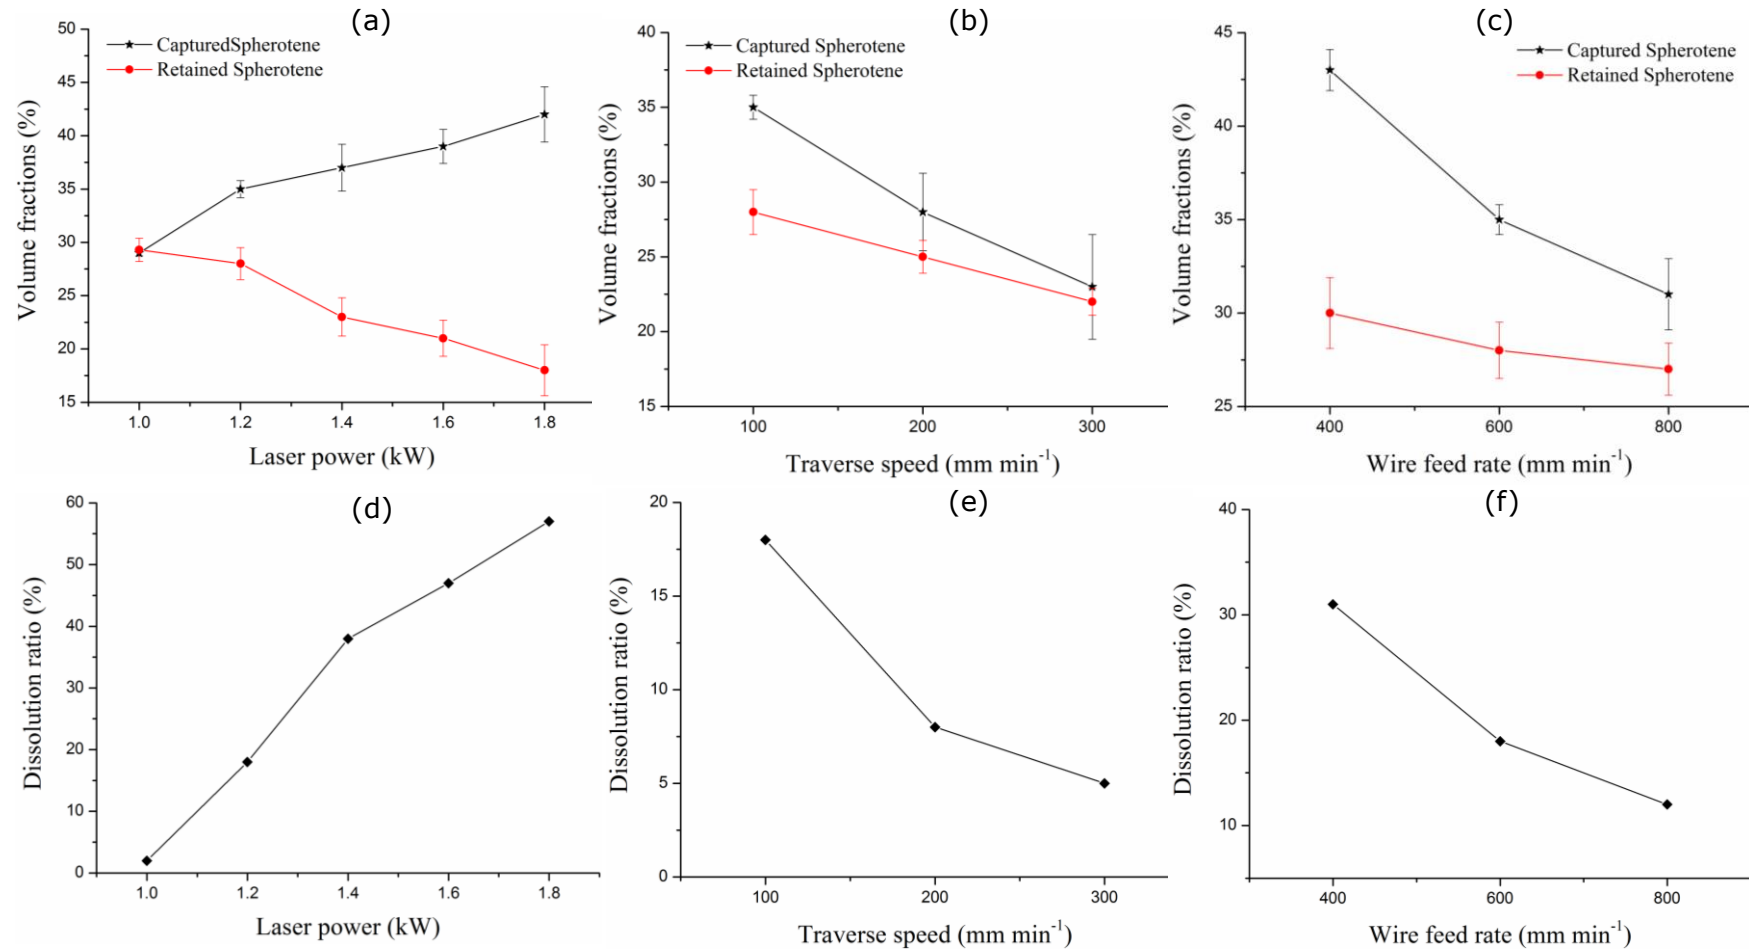 (a)
CapturedSpherotene
Retained Spherotene
Volume fractions (%)
50
45
40
35
30
25
20
15
1.0 1.2 1.4 1.6 1.8
Laser power (kW)
(b)
Captured Spherotene
Retained Spherotene
Volume fractions (%)
40
35
30
25
20
15
100 200 300
Traverse speed (mm min⁻¹)
(c)
Captured Spherotene
Retained Spherotene
Volume fractions (%)
45
40
35
30
25
400 600 800
Wire feed rate (mm min⁻¹)
(d)
Dissolution ratio (%)
60
50
40
30
20
10
0
1.0 1.2 1.4 1.6 1.8
Laser power (kW)
(e)
Dissolution ratio (%)
20
15
10
5
0
100 200 300
Traverse speed (mm min⁻¹)
(f)
Dissolution ratio (%)
40
30
20
10
400 600 800
Wire feed rate (mm min⁻¹)